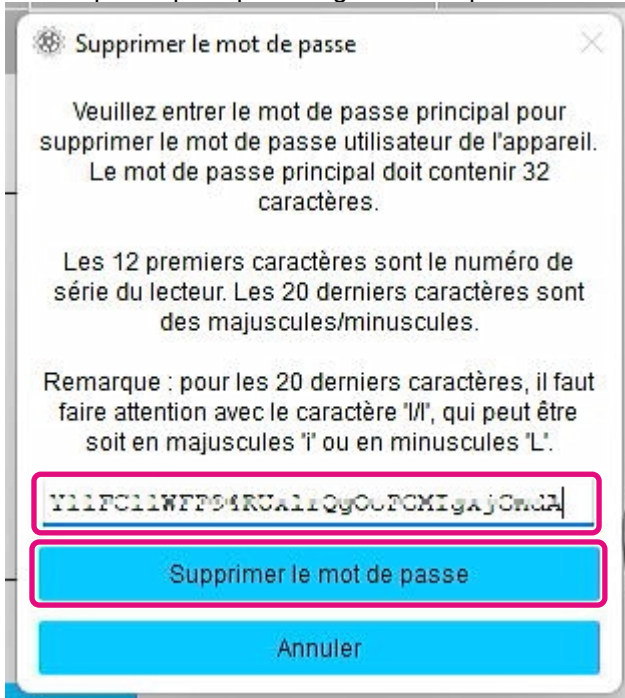 Supprimer le mot de passe
Veuillez entrer le mot de passe principal pour
supprimer le mot de passe utilisateur de l'appareil.
Le mot de passe principal doit contenir 32
caractères.
Les 12 premiers caractères sont le numéro de
série du lecteur. Les 20 derniers caractères sont
des majuscules/minuscules.
Remarque : pour les 20 derniers caractères, il faut
faire attention avec le caractère 'I/l', qui peut être
soit en majuscules 'i' ou en minuscules 'L'.
Supprimer le mot de passe
Annuler